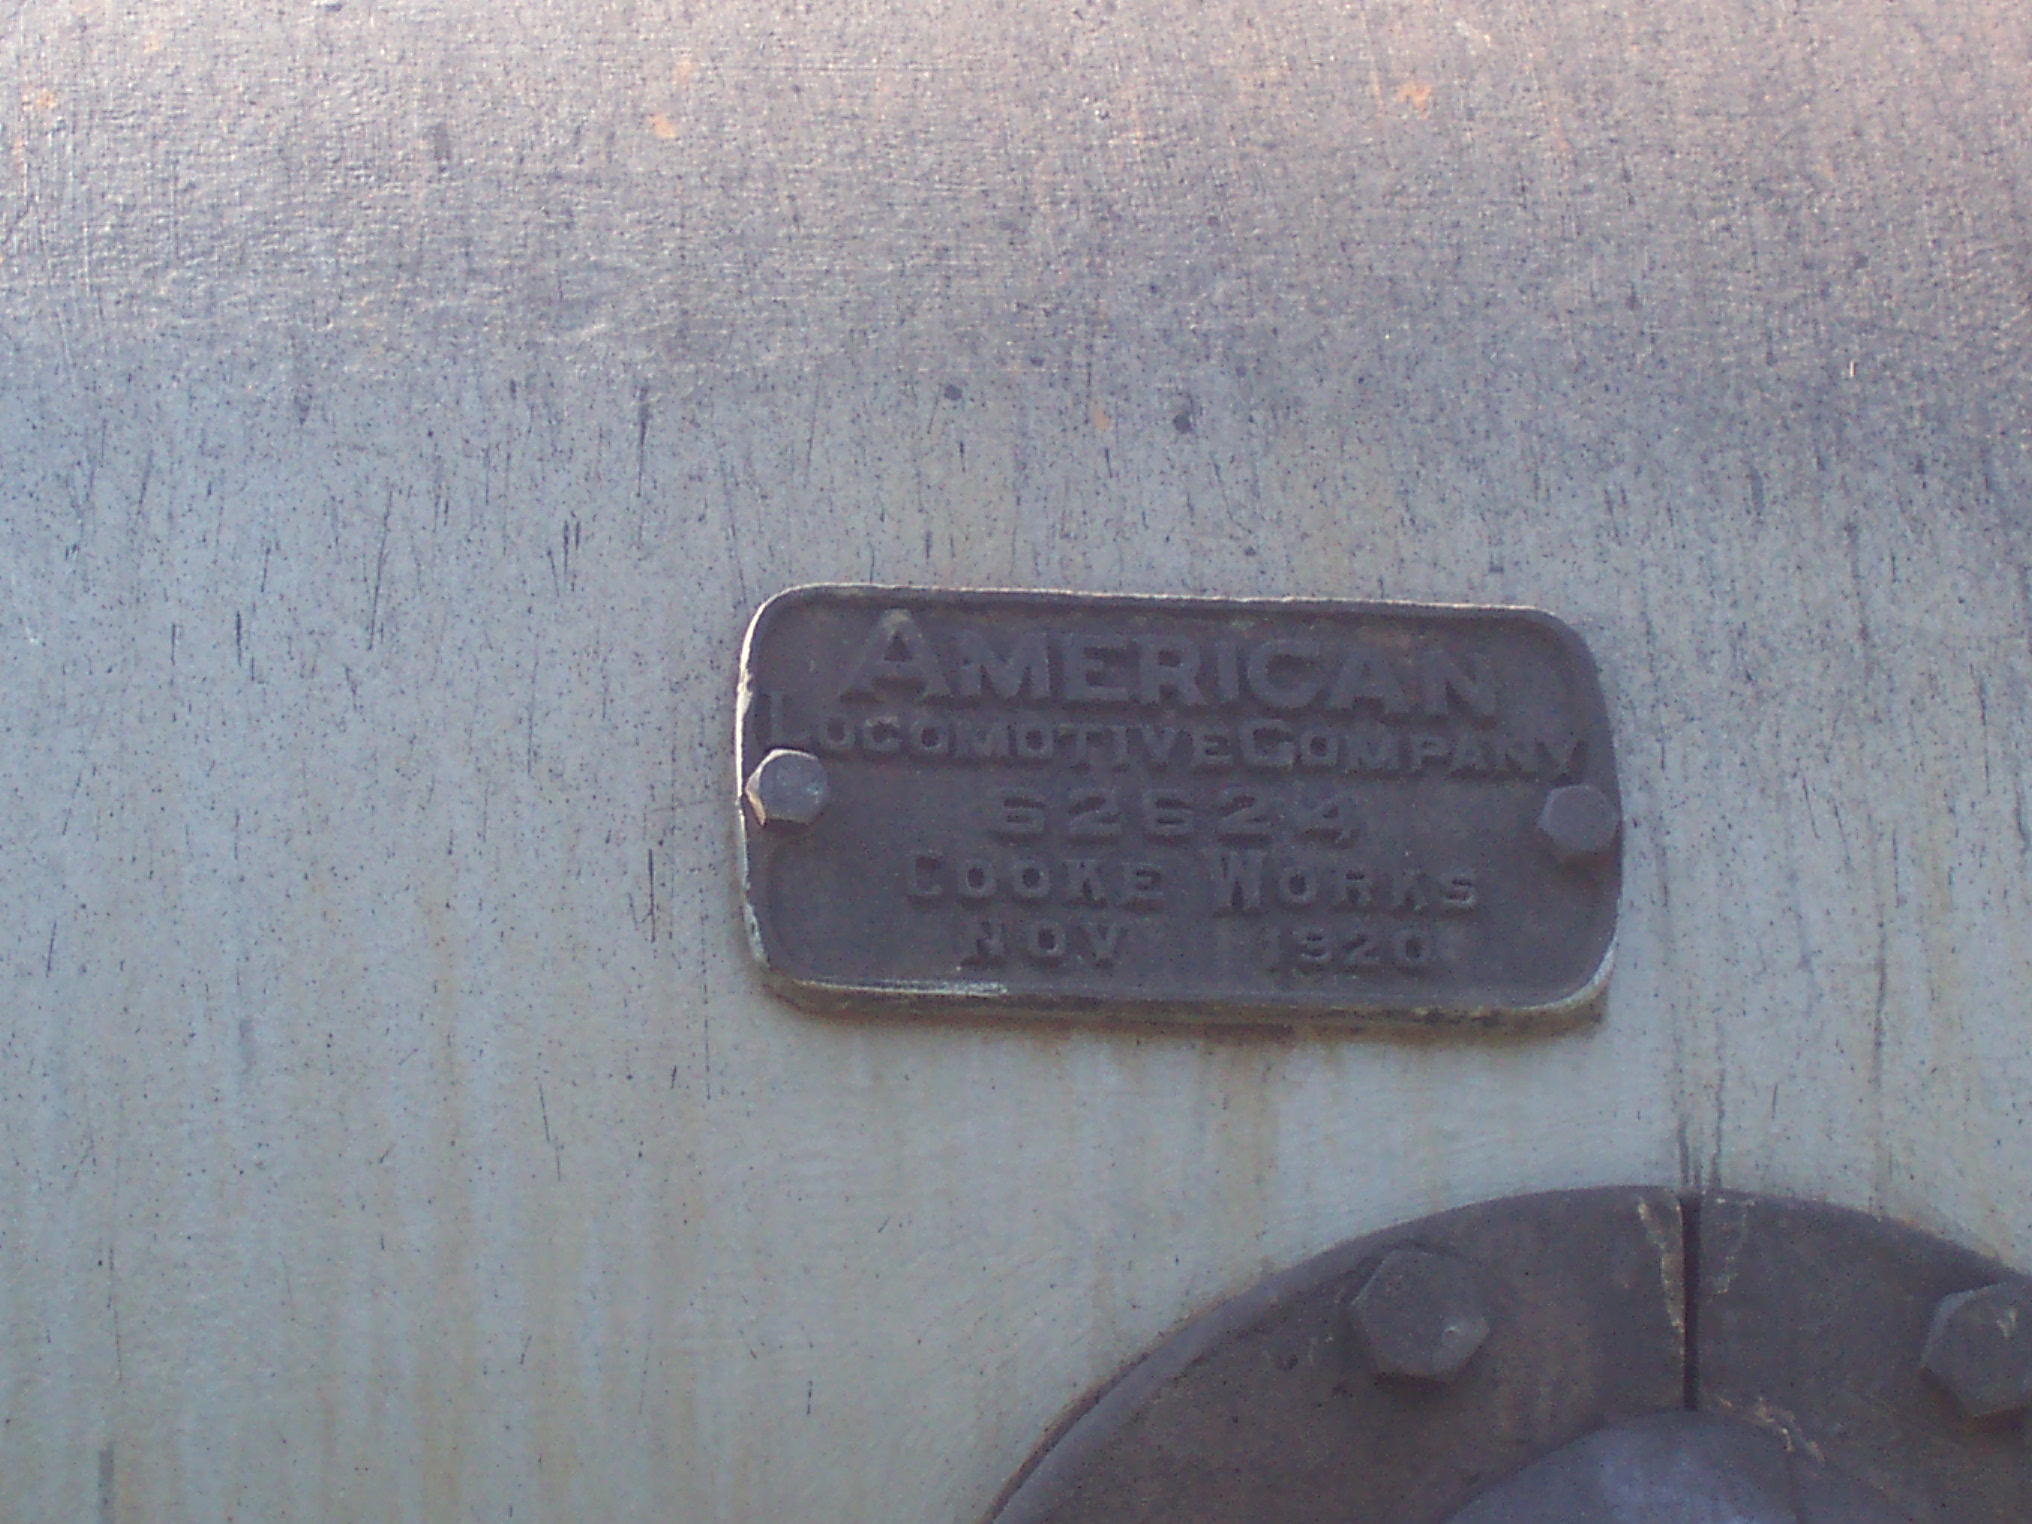 AMERICAN
LOCOMOTIVE COMPANY
62624
COOKE WORKS
NOV 1920